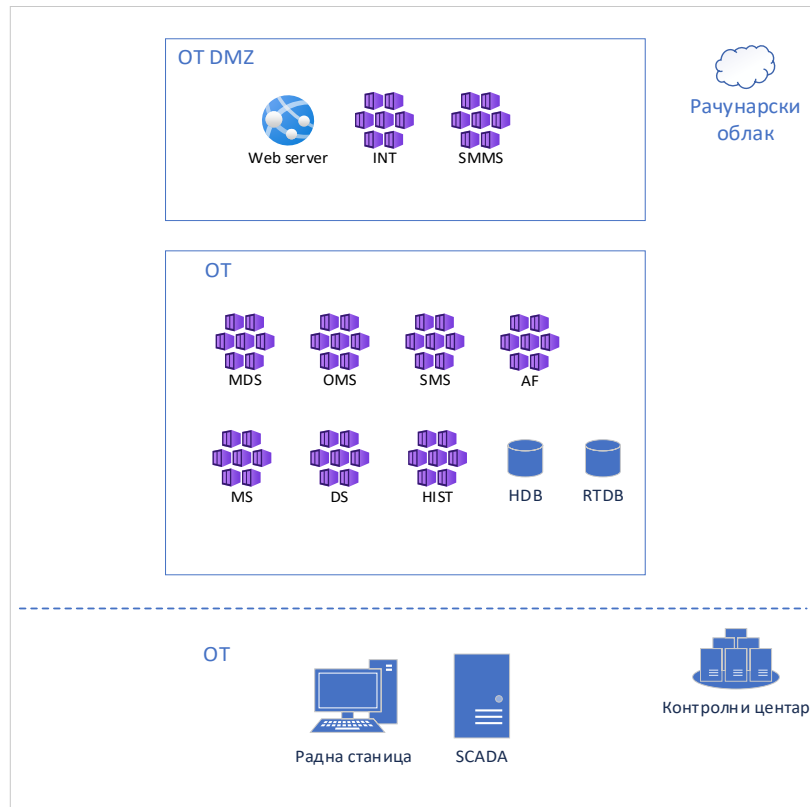 OT DMZ
Рачунарски
облак
Web server
INT
SMMS
OT
MDS
OMS
SMS
AF
MS
DS
HIST
HDB
RTDB
OT
Контролни центар
Радна станица
SCADA